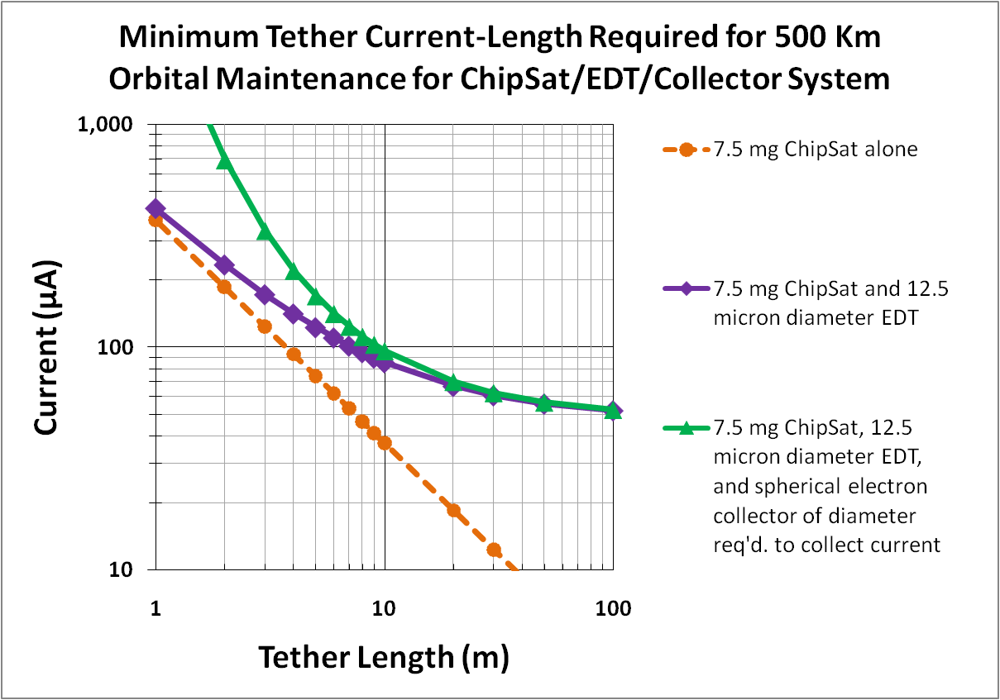 Minimum Tether Current-Length Required for 500 Km
Orbital Maintenance for ChipSat/EDT/Collector System
1,000
100
10
Current (µA)
1
10
100
Tether Length (m)
7.5 mg ChipSat alone
7.5 mg ChipSat and 12.5
micron diameter EDT
7.5 mg ChipSat, 12.5
micron diameter EDT,
and spherical electron
collector of diameter
req'd. to collect current